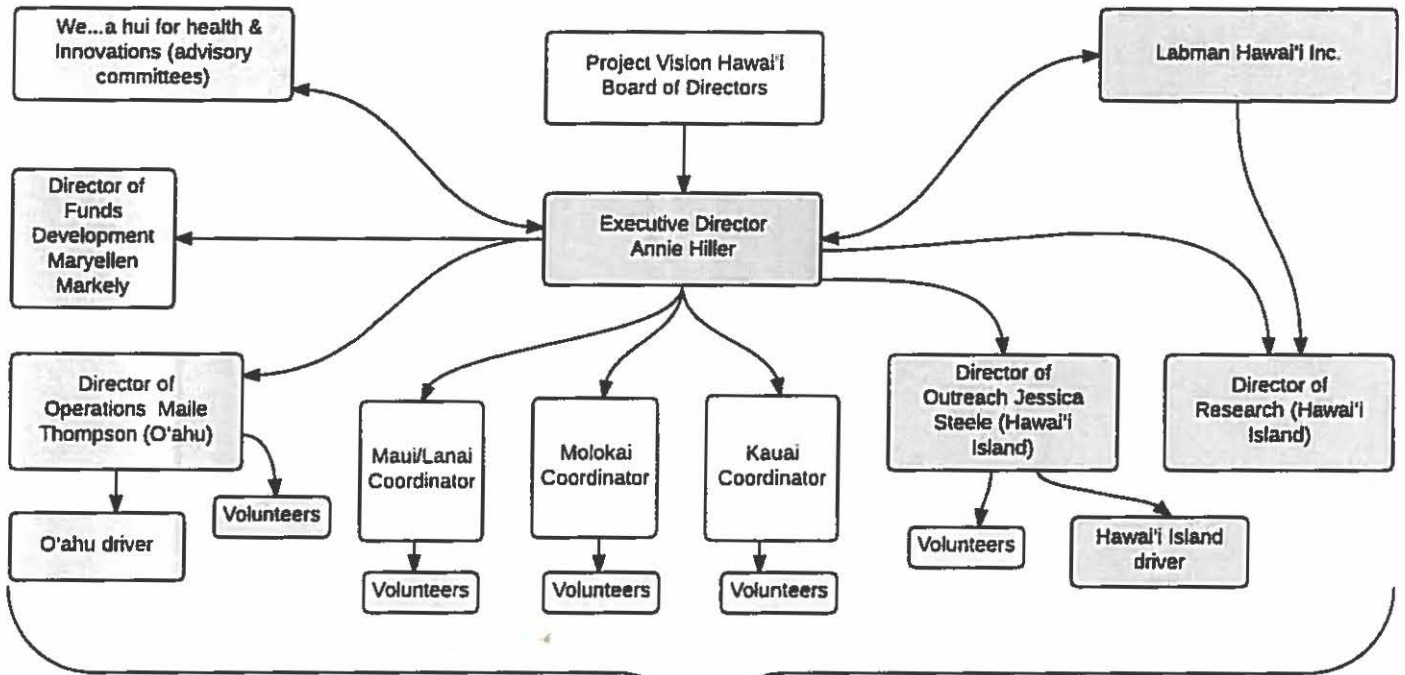 We...a hui for health &
Innovations (advisory
committees)
Project Vision Hawai'i
Board of Directors
Labman Hawai'i Inc.
Director of
Funds
Development
Maryellen
Markely
Executive Director
Annie Hiller
Director of
Operations Maile
Thompson (O'ahu)
Maui/Lanai
Coordinator
Molokai
Coordinator
Kauai
Coordinator
Director of
Outreach Jessica
Steele (Hawai'i
Island)
Director of
Research (Hawai'i
Island)
O'ahu driver
Volunteers
Volunteers
Volunteers
Volunteers
Volunteers
Hawai'i Island
driver